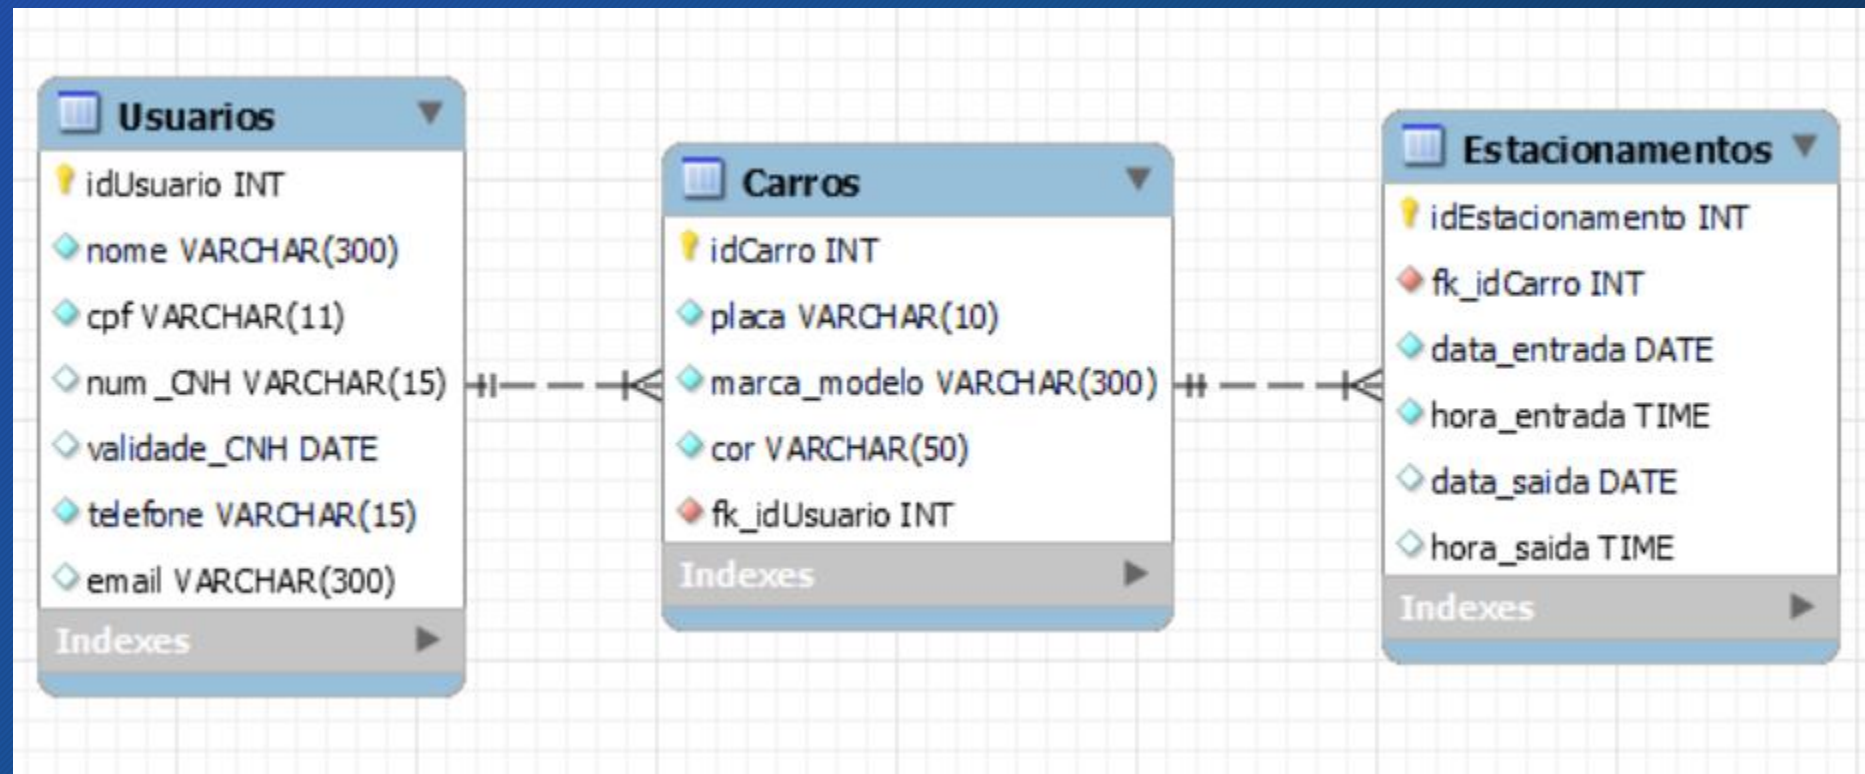 Usuarios
idUsuario INT
nome VARCHAR(300)
cpf VARCHAR(11)
num_CNH VARCHAR(15)
validade_CNH DATE
telefone VARCHAR(15)
email VARCHAR(300)
Indexes
Carros
idCarro INT
placa VARCHAR(10)
marca_modelo VARCHAR(300)
cor VARCHAR(50)
fk_idUsuario INT
Indexes
Estacionamentos
idEstacionamento INT
fk_idCarro INT
data_entrada DATE
hora_entrada TIME
data_saida DATE
hora_saida TIME
Indexes